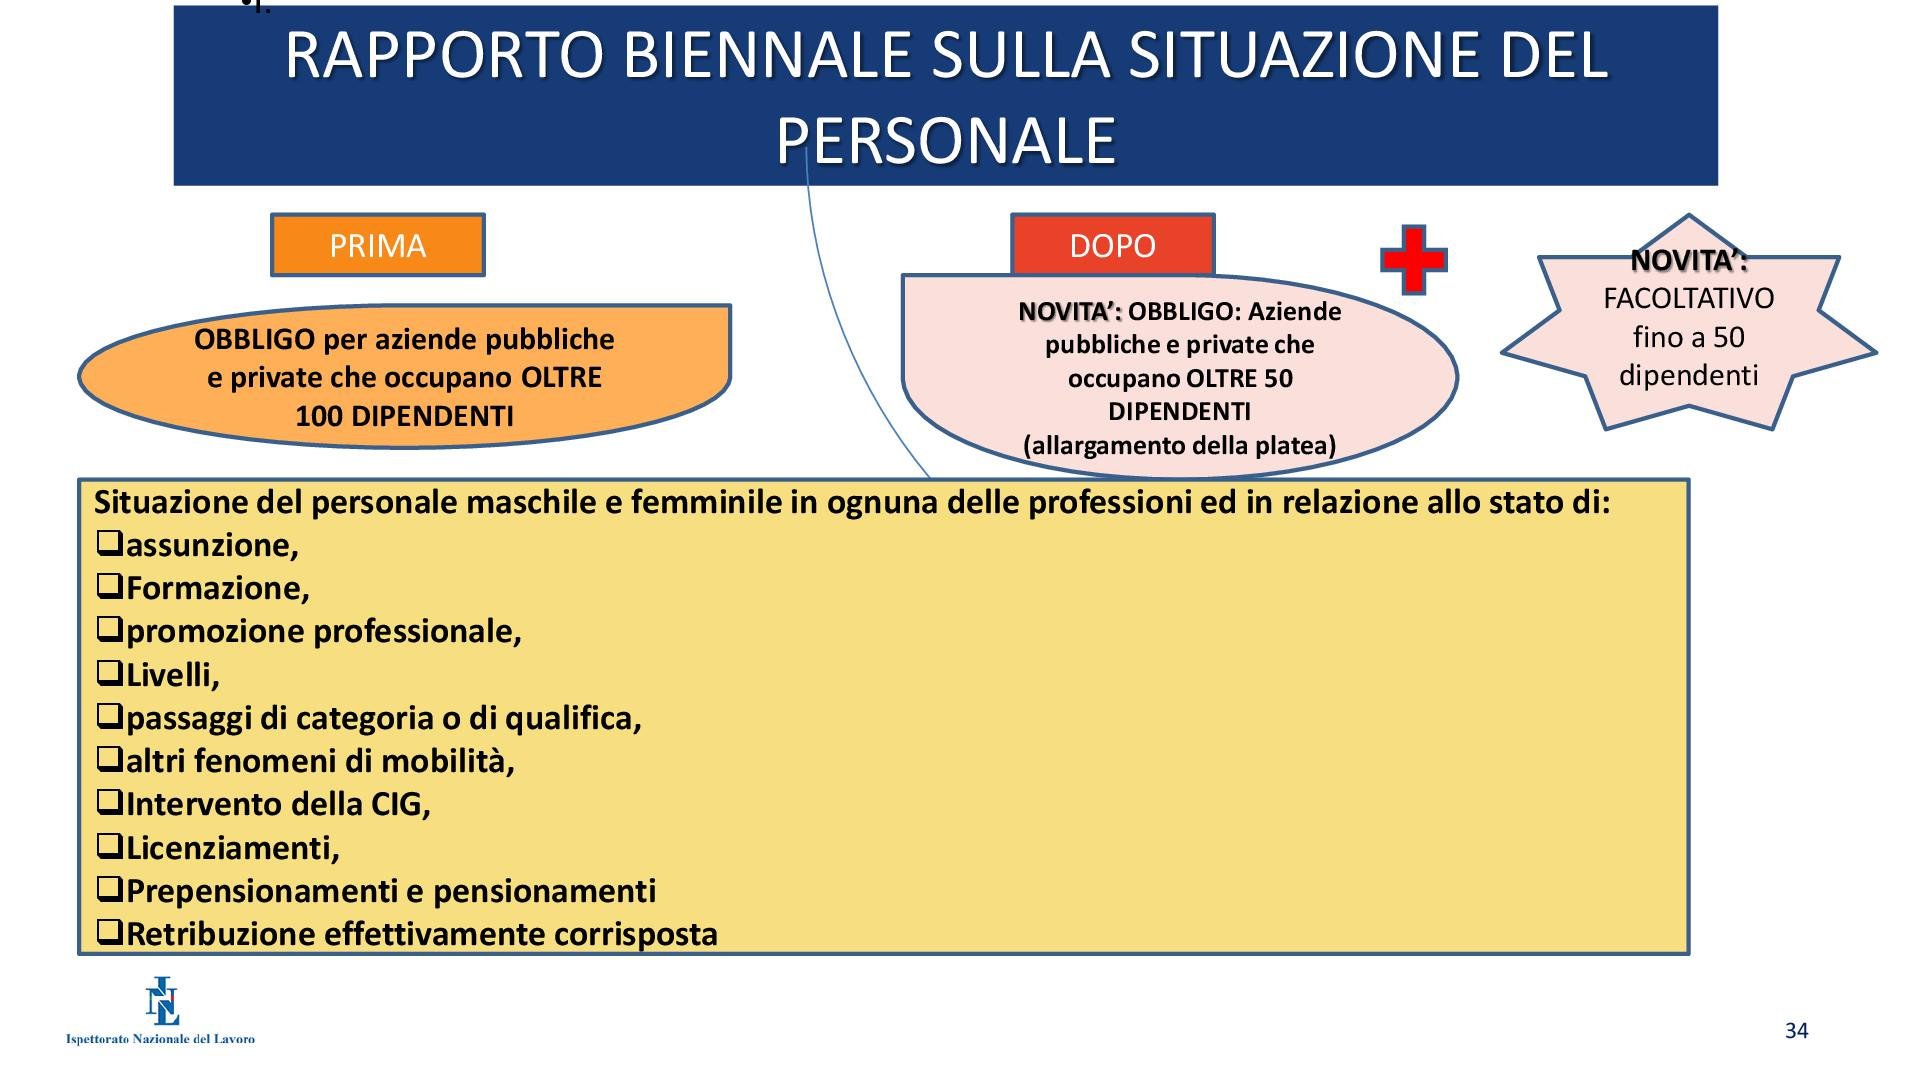 RAPPORTO BIENNALE SULLA SITUAZIONE DEL
PERSONALE
PRIMA
OBBLIGO per aziende pubbliche
e private che occupano OLTRE
100 DIPENDENTI
DOPO
NOVITA’: OBBLIGO: Aziende
pubbliche e private che
occupano OLTRE 50
DIPENDENTI
(allargamento della platea)
NOVITA’:
FACOLTATIVO
fino a 50
dipendenti
Situazione del personale maschile e femminile in ognuna delle professioni ed in relazione allo stato di:
❑assunzione,
❑Formazione,
❑promozione professionale,
❑Livelli,
❑passaggi di categoria o di qualifica,
❑altri fenomeni di mobilità,
❑Intervento della CIG,
❑Licenziamenti,
❑Prepensionamenti e pensionamenti
❑Retribuzione effettivamente corrisposta
INL
Ispettorato Nazionale del Lavoro
34